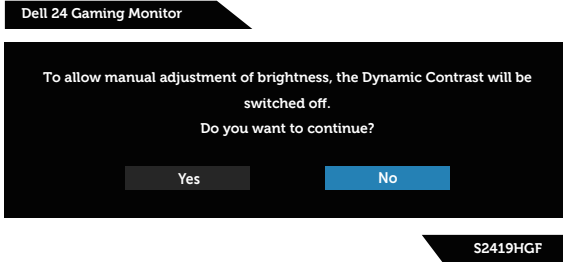 Dell 24 Gaming Monitor
To allow manual adjustment of brightness, the Dynamic Contrast will be
switched off.
Do you want to continue?
Yes
No
S2419HGF